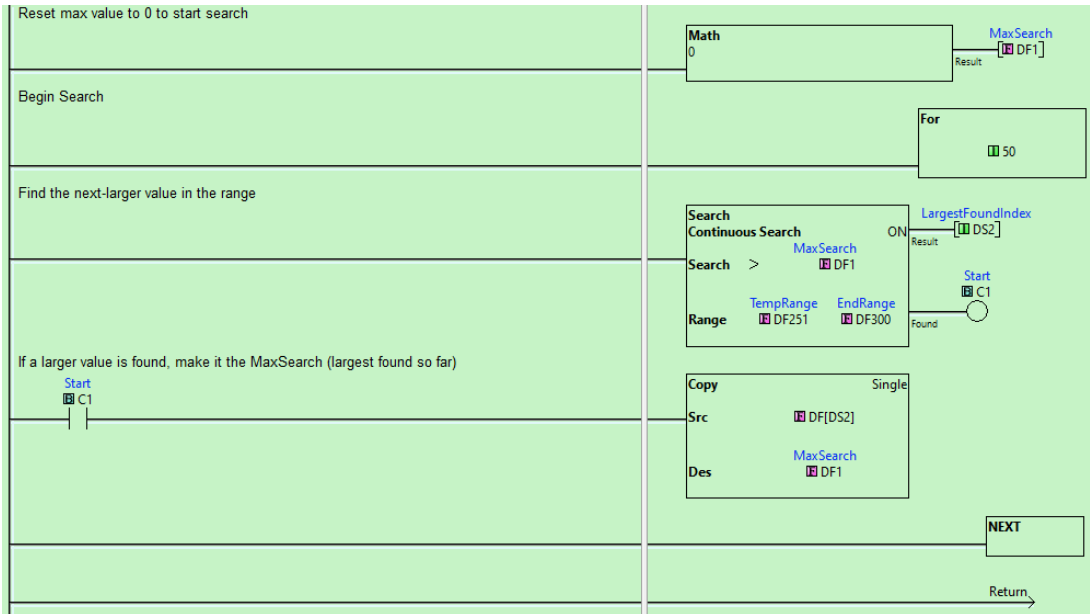 Reset max value to 0 to start search
Math
0
MaxSearch
F DF1
Result
Begin Search
For
I 50
Find the next-larger value in the range
Search
Continuous Search ON
LargestFoundIndex
I DS2
Result
MaxSearch
Search > F DF1
Start
B C1
TempRange EndRange
Range F DF251 F DF300
Found
If a larger value is found, make it the MaxSearch (largest found so far)
Start
B C1
Copy Single
Src F DF[DS2]
MaxSearch
Des F DF1
NEXT
Return